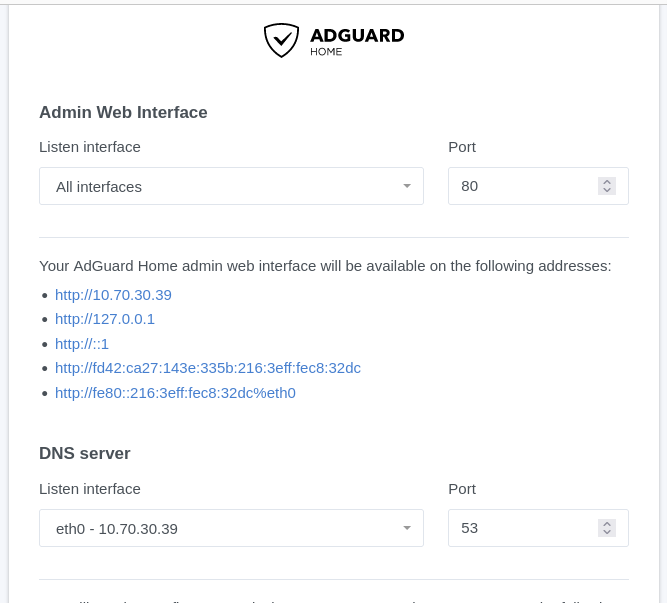 ADGUARD
HOME
Admin Web Interface
Listen interface Port
All interfaces 80
Your AdGuard Home admin web interface will be available on the following addresses:
• http://10.70.30.39
• http://127.0.0.1
• http://::1
• http://fd42:ca27:143e:335b:216:3eff:fec8:32dc
• http://fe80::216:3eff:fec8:32dc%eth0
DNS server
Listen interface Port
eth0 - 10.70.30.39 53